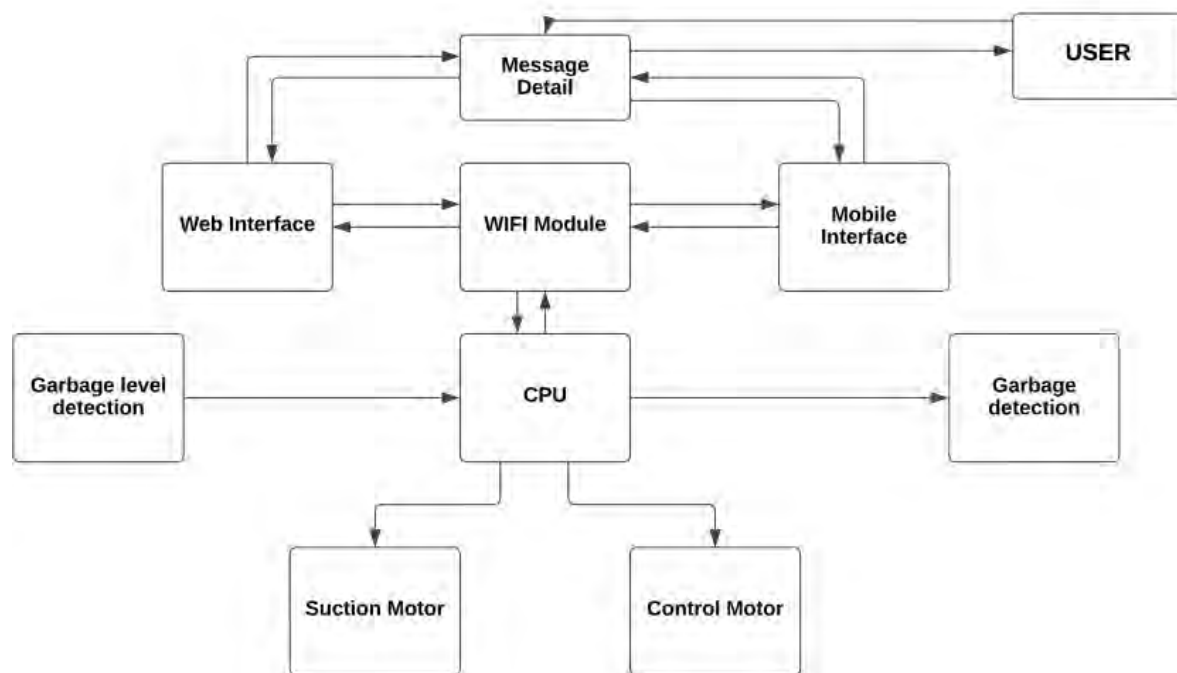 Message
Detail
USER
Web Interface
WIFI Module
Mobile
Interface
Garbage level
detection
CPU
Garbage
detection
Suction Motor
Control Motor